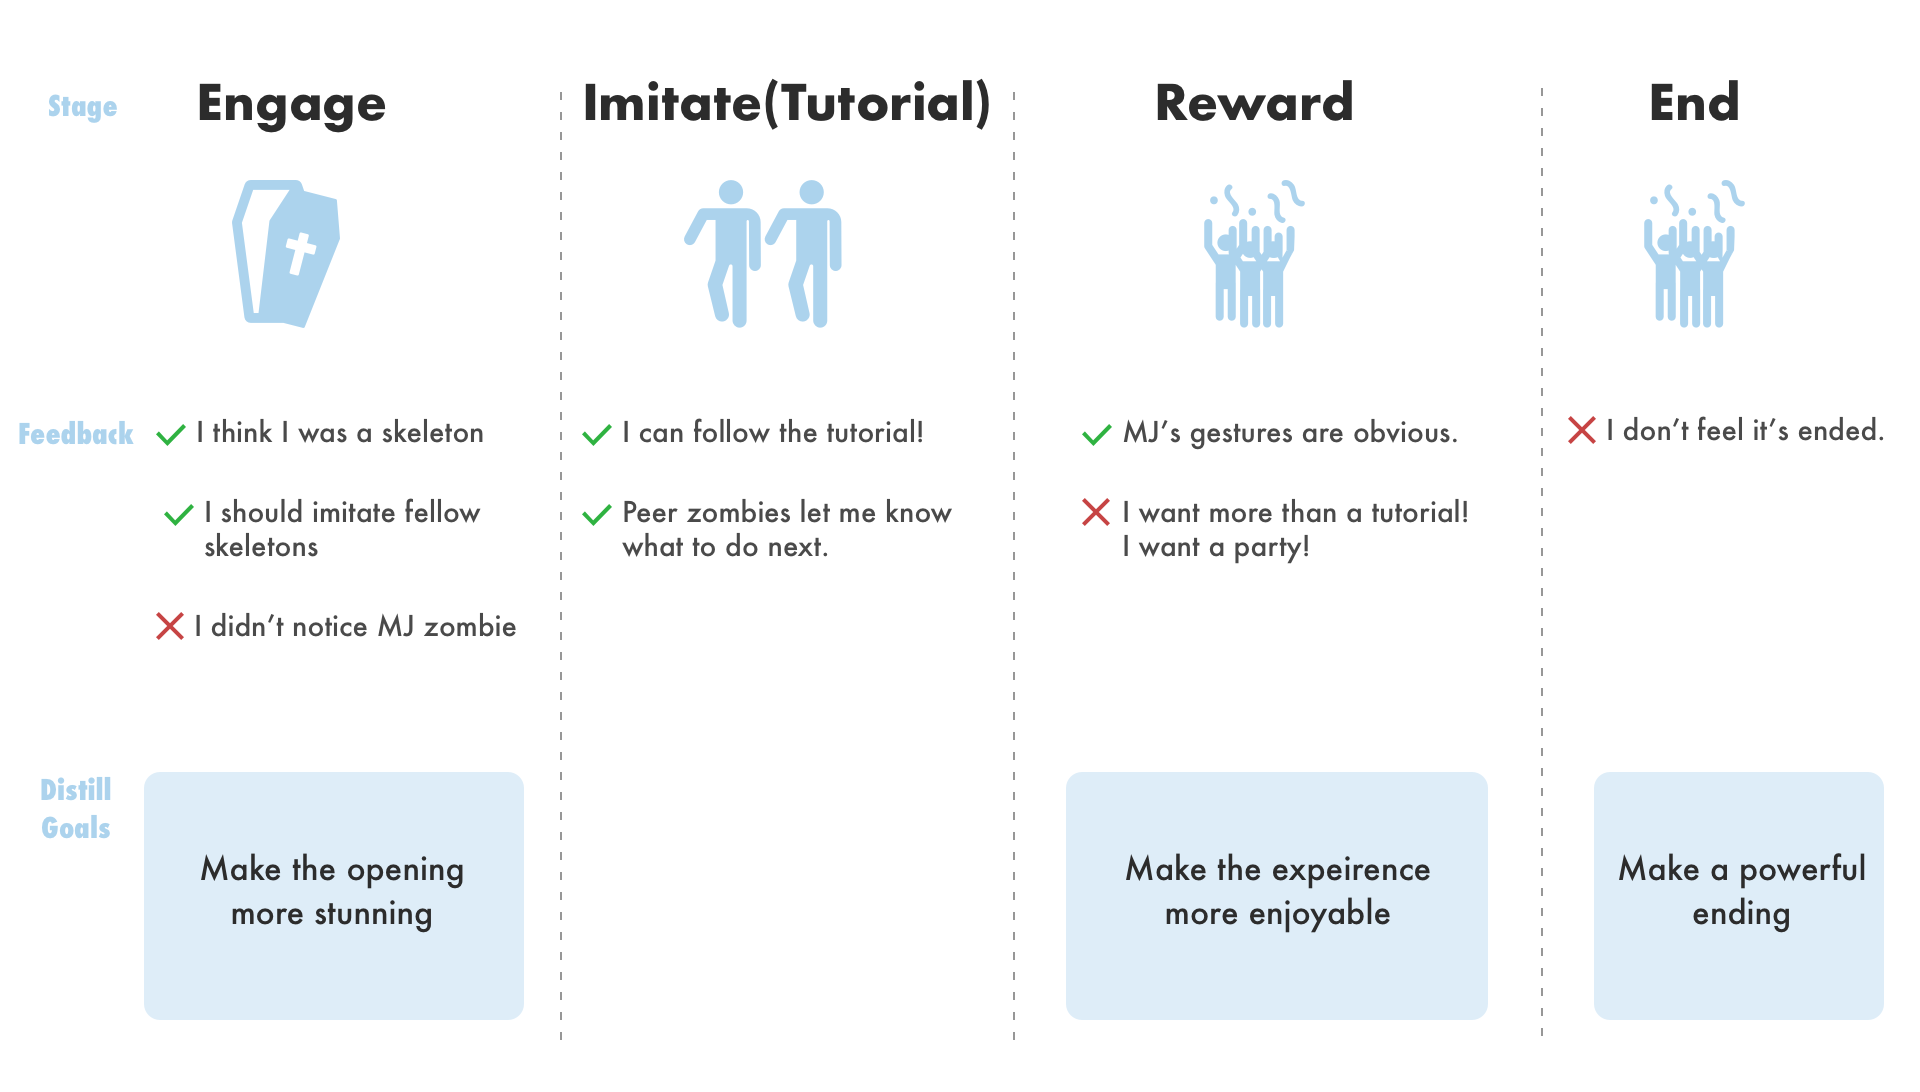 Stage
Engage
Imitate(Tutorial)
Reward
End
Feedback
I think I was a skeleton
I should imitate fellow
skeletons
I didn't notice MJ zombie
I can follow the tutorial!
Peer zombies let me know
what to do next.
MJ's gestures are obvious.
I want more than a tutorial!
I want a party!
I don't feel it's ended.
Distill
Goals
Make the opening
more stunning
Make the expeirence
more enjoyable
Make a powerful
ending